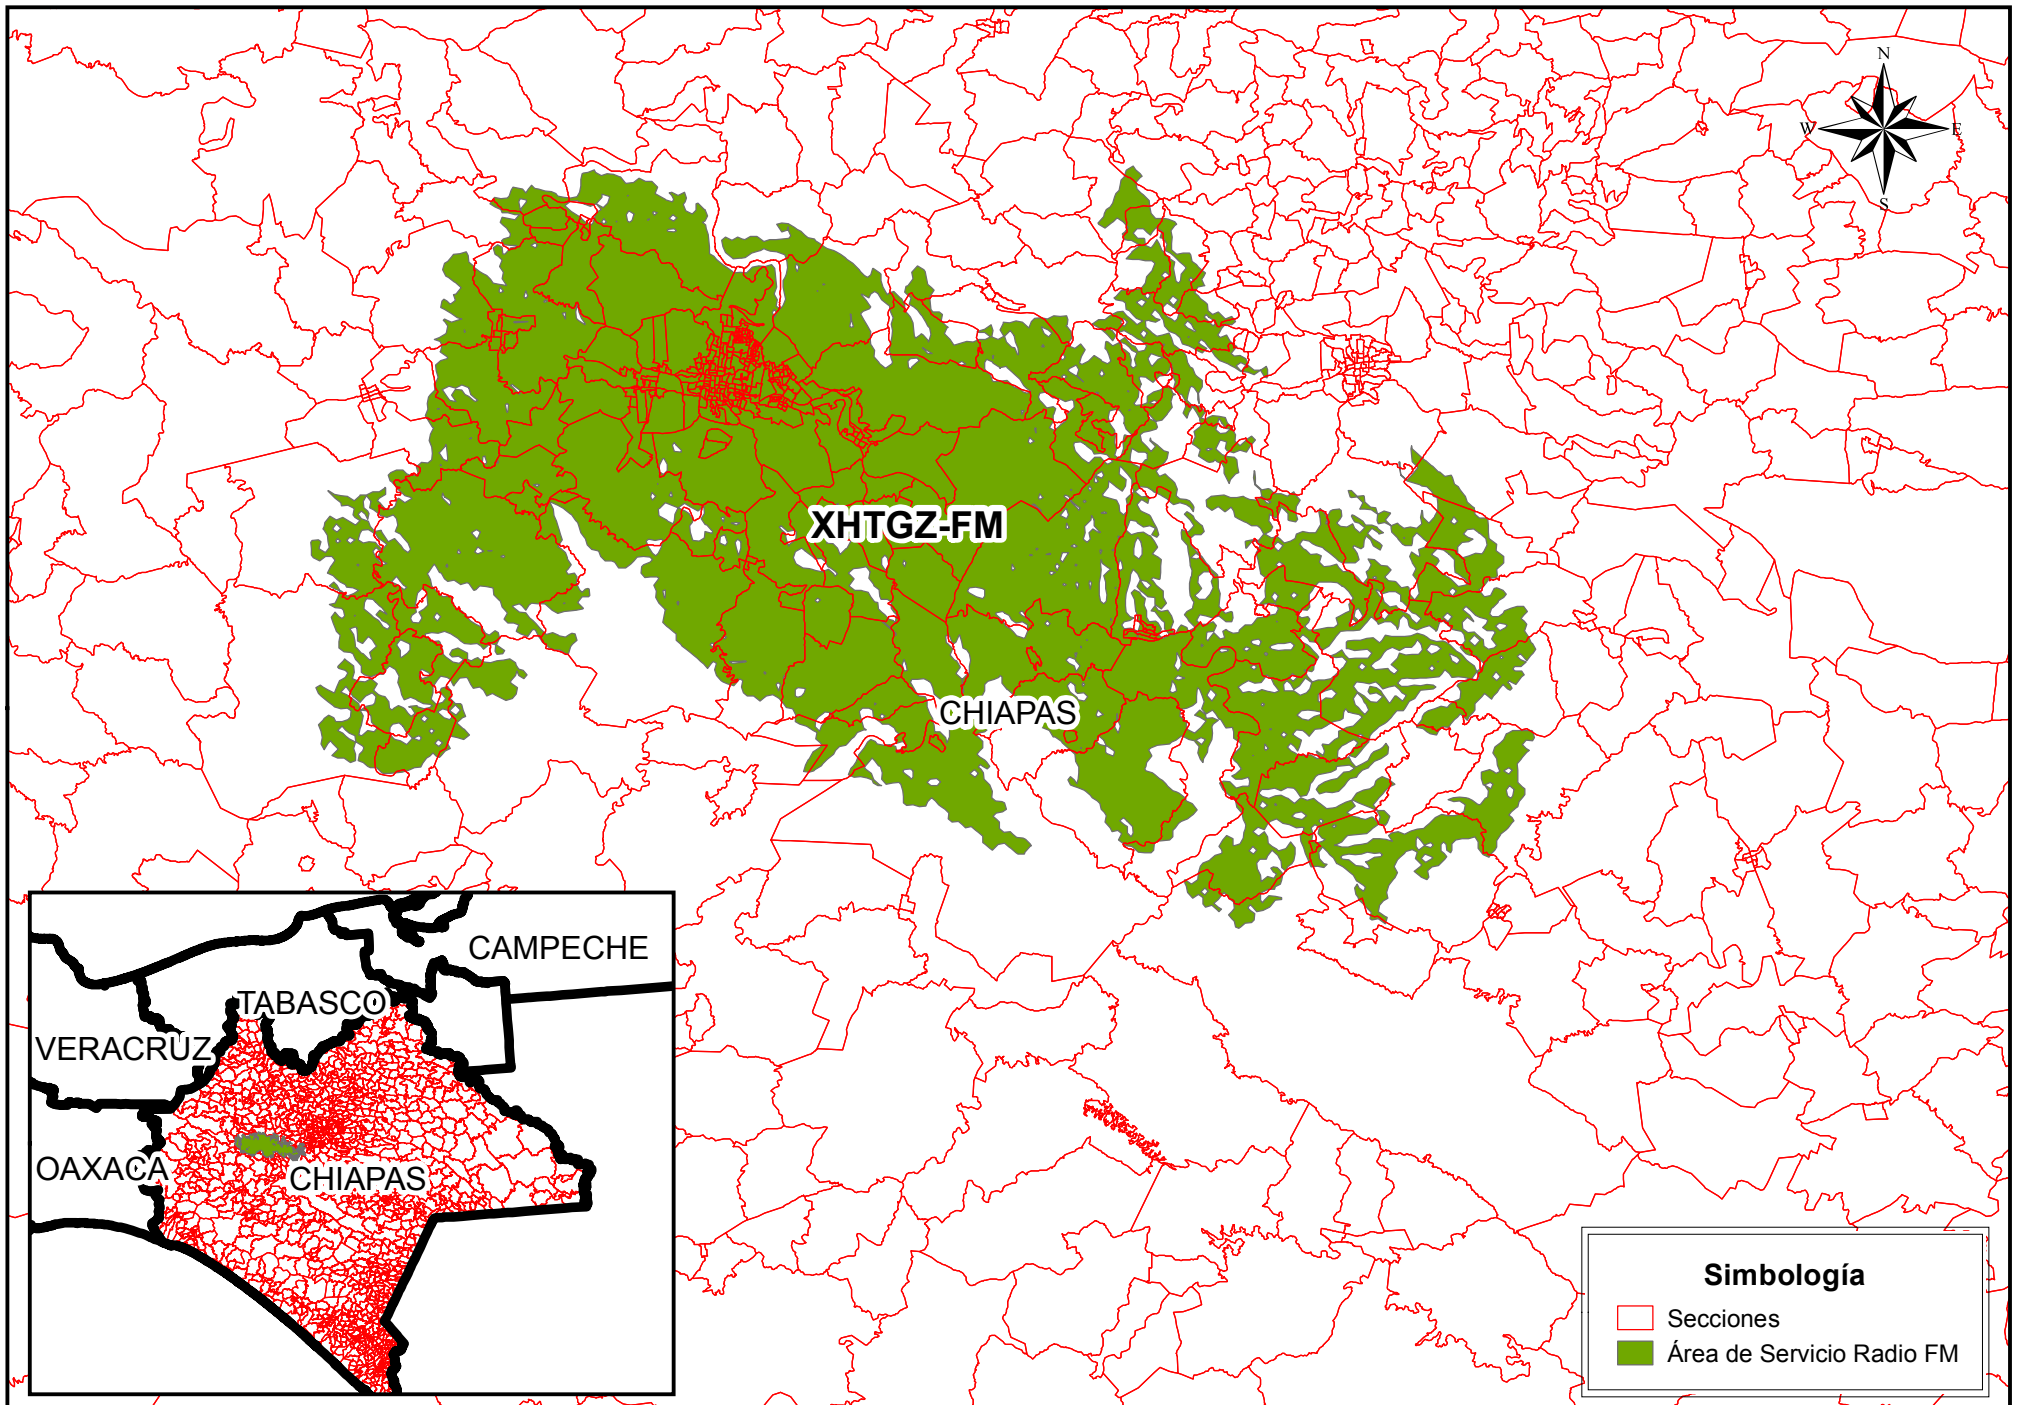 N
W E
S
XHTGZ-FM
CHIAPAS
CAMPECHE
TABASCO
VERACRUZ
OAXACA
CHIAPAS
Simbología
Secciones
Área de Servicio Radio FM